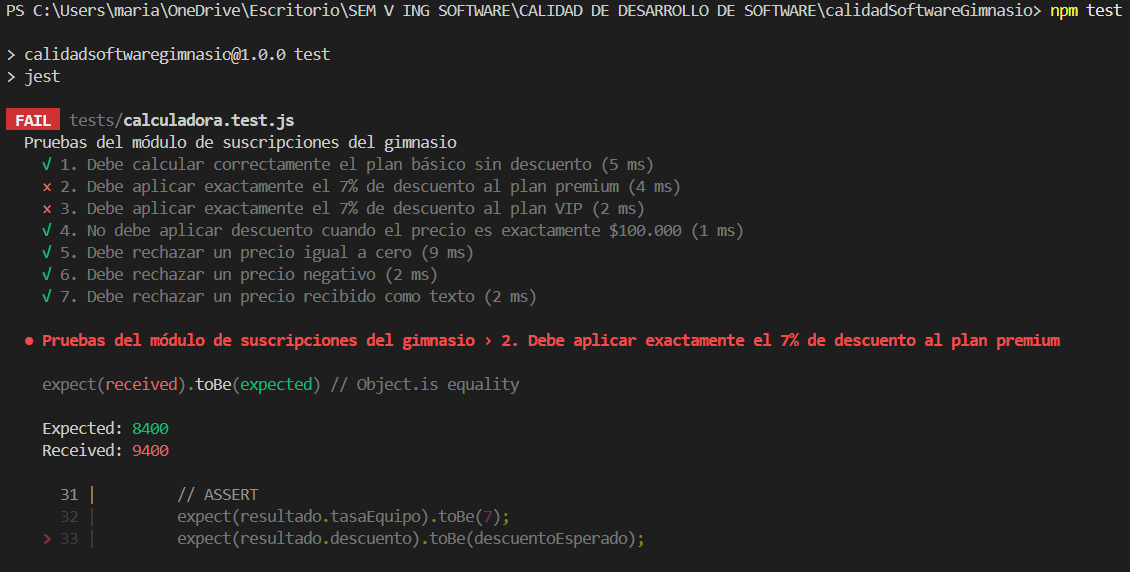 PS C:\Users\maria\OneDrive\Escritorio\SEM V ING SOFTWARE\CALIDAD DE DESARROLLO DE SOFTWARE\calidadSoftwareGimnasio> npm test
> calidadsoftwaregimnasio@1.0.0 test
> jest
FAIL tests/calculadora.test.js
Pruebas del módulo de suscripciones del gimnasio
√ 1. Debe calcular correctamente el plan básico sin descuento (5 ms)
× 2. Debe aplicar exactamente el 7% de descuento al plan premium (4 ms)
× 3. Debe aplicar exactamente el 7% de descuento al plan VIP (2 ms)
√ 4. No debe aplicar descuento cuando el precio es exactamente $100.000 (1 ms)
√ 5. Debe rechazar un precio igual a cero (9 ms)
√ 6. Debe rechazar un precio negativo (2 ms)
√ 7. Debe rechazar un precio recibido como texto (2 ms)
● Pruebas del módulo de suscripciones del gimnasio › 2. Debe aplicar exactamente el 7% de descuento al plan premium
expect(received).toBe(expected) // Object.is equality
Expected: 8400
Received: 9400
31 | // ASSERT
32 | expect(resultado.tasaEquipo).toBe(7);
> 33 | expect(resultado.descuento).toBe(descuentoEsperado);